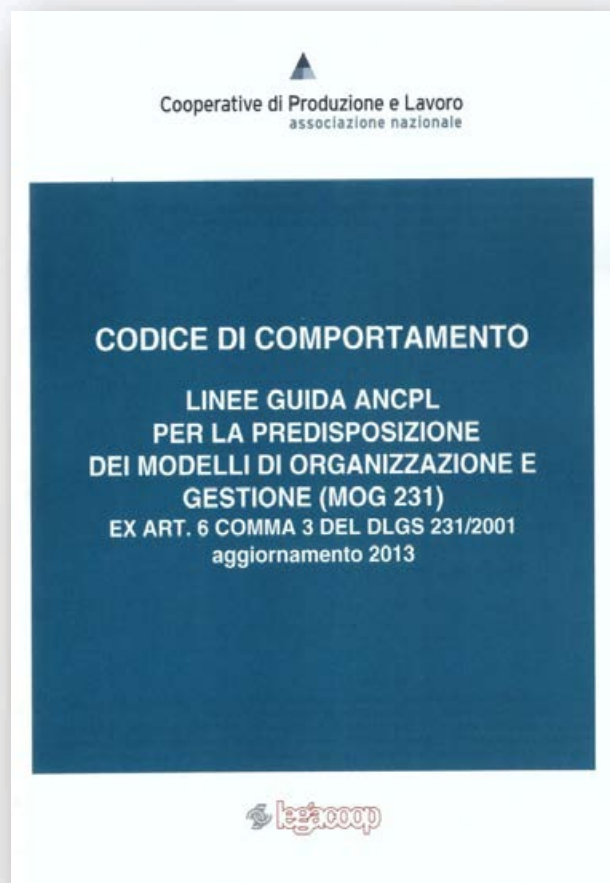 Cooperative di Produzione e Lavoro
associazione nazionale
CODICE DI COMPORTAMENTO
LINEE GUIDA ANCPL
PER LA PREDISPOSIZIONE
DEI MODELLI DI ORGANIZZAZIONE E
GESTIONE (MOG 231)
EX ART. 6 COMMA 3 DEL DLGS 231/2001
aggiornamento 2013
legacoop